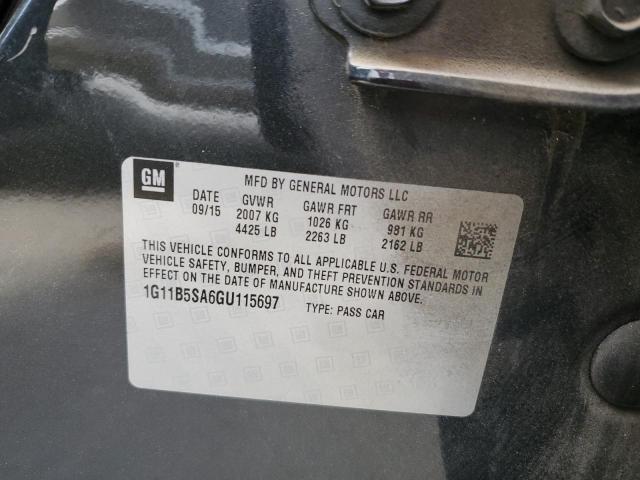 GM
MFD BY GENERAL MOTORS LLC
DATE GVWR GAWR FRT GAWR RR
09/15 2007 KG 1026 KG 981 KG
4425 LB 2263 LB 2162 LB
THIS VEHICLE CONFORMS TO ALL APPLICABLE U.S. FEDERAL MOTOR
VEHICLE SAFETY, BUMPER, AND THEFT PREVENTION STANDARDS IN
EFFECT ON THE DATE OF MANUFACTURE SHOWN ABOVE.
1G11B5SA6GU115697 TYPE: PASS CAR